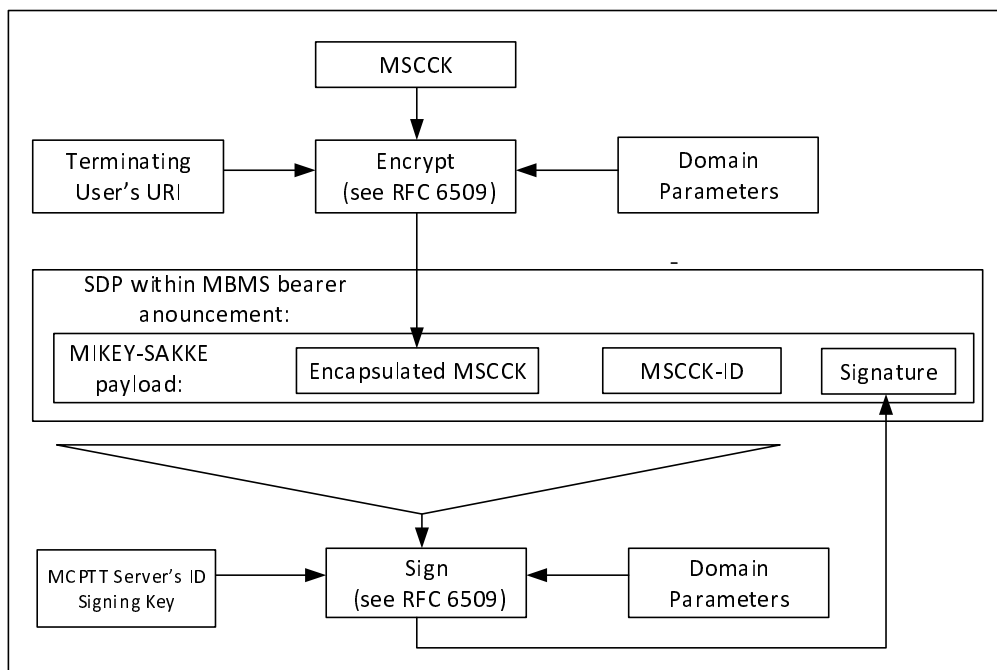 MSCCK
Terminating
User's URI
Encrypt
(see RFC 6509)
Domain
Parameters
SDP within MBMS bearer
anouncement:
MIKEY-SAKKE
payload:
Encapsulated MSCCK
MSCCK-ID
Signature
MCPTT Server's ID
Signing Key
Sign
(see RFC 6509)
Domain
Parameters